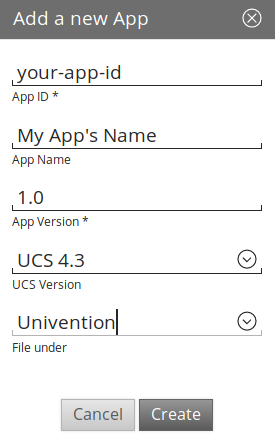 Add a new App
your-app-id
App ID *
My App's Name
App Name
1.0
App Version *
UCS 4.3
UCS Version
Univention
File under
Cancel Create